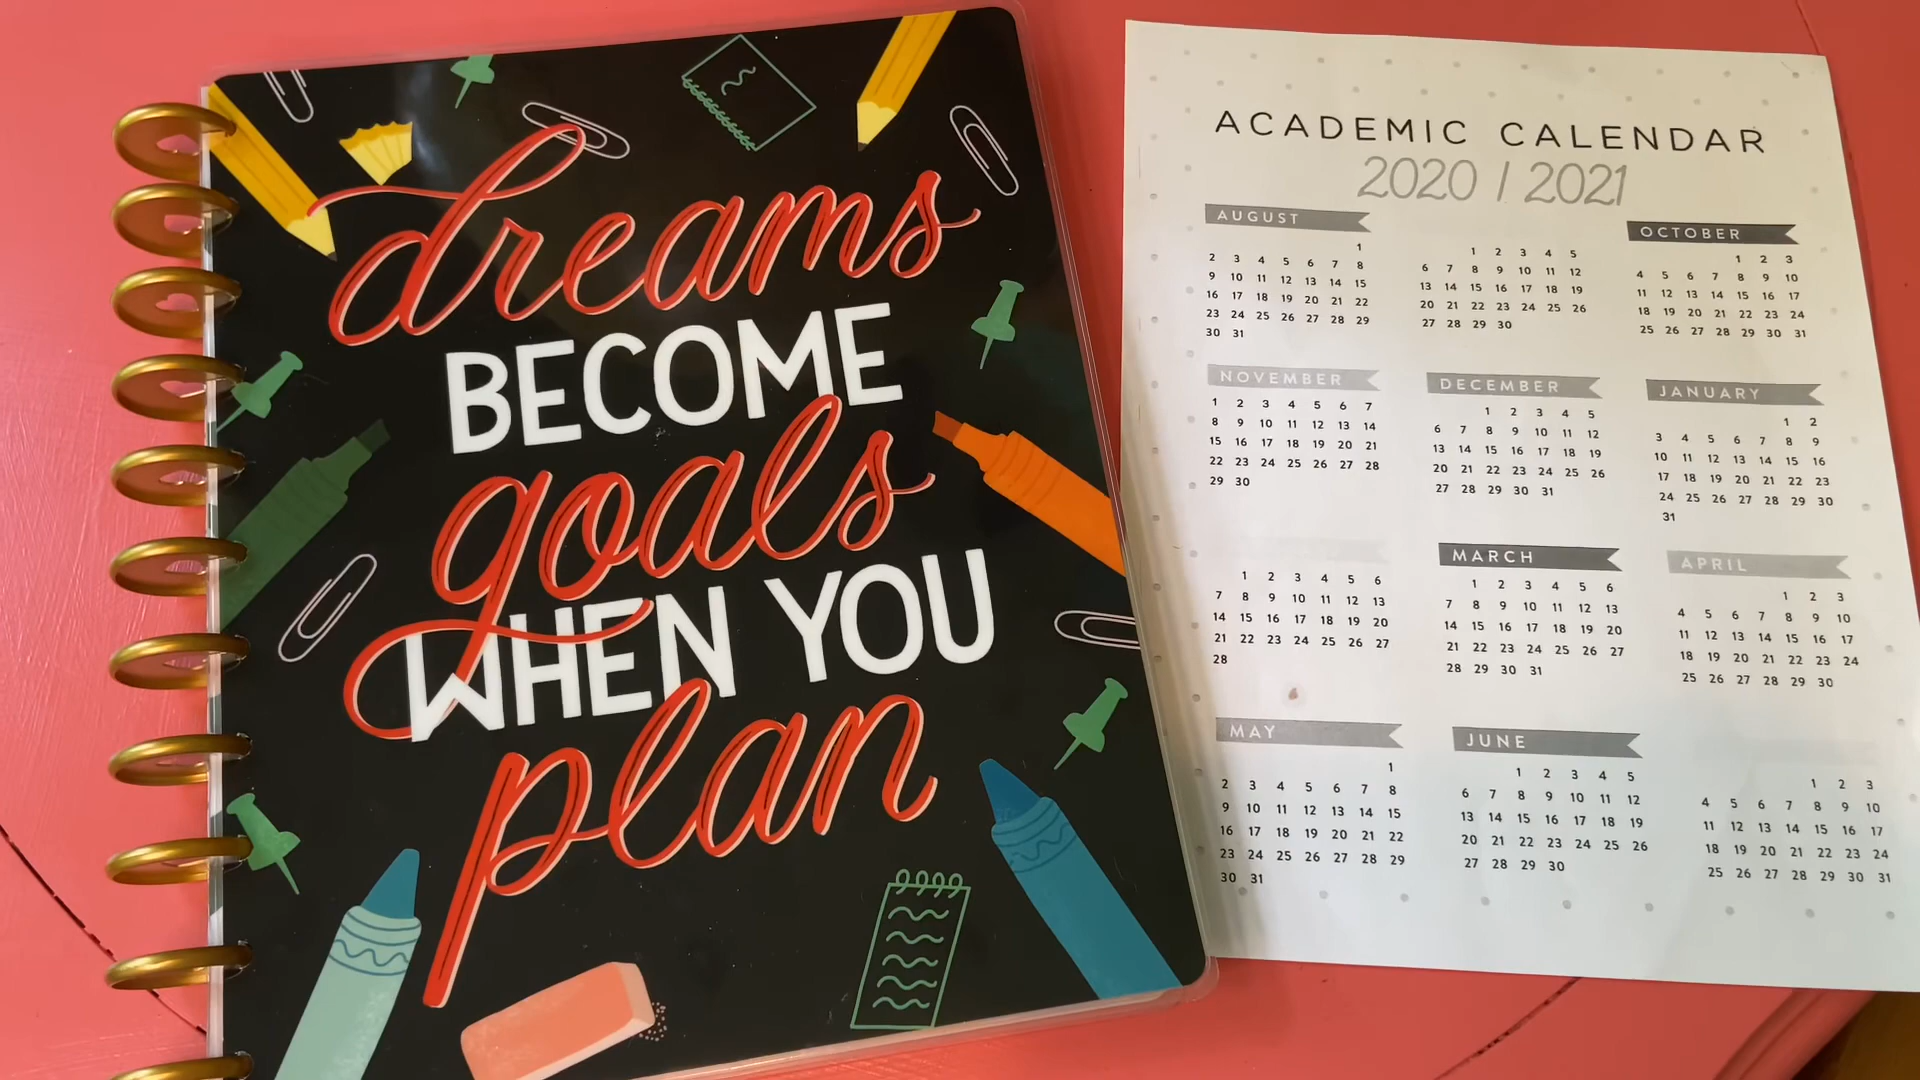 dreams
BECOME
goals
WHEN YOU
plan
ACADEMIC CALENDAR
2020 / 2021
AUGUST
1
2 3 4 5 6 7 8
9 10 11 12 13 14 15
16 17 18 19 20 21 22
23 24 25 26 27 28 29
30 31
1 2 3 4 5
6 7 8 9 10 11 12
13 14 15 16 17 18 19
20 21 22 23 24 25 26
27 28 29 30
OCTOBER
1 2 3
4 5 6 7 8 9 10
11 12 13 14 15 16 17
18 19 20 21 22 23 24
25 26 27 28 29 30 31
NOVEMBER
1 2 3 4 5 6 7
8 9 10 11 12 13 14
15 16 17 18 19 20 21
22 23 24 25 26 27 28
29 30
DECEMBER
1 2 3 4 5
6 7 8 9 10 11 12
13 14 15 16 17 18 19
20 21 22 23 24 25 26
27 28 29 30 31
JANUARY
1 2
3 4 5 6 7 8 9
10 11 12 13 14 15 16
17 18 19 20 21 22 23
24 25 26 27 28 29 30
31
1 2 3 4 5 6
7 8 9 10 11 12 13
14 15 16 17 18 19 20
21 22 23 24 25 26 27
28
MARCH
1 2 3 4 5 6
7 8 9 10 11 12 13
14 15 16 17 18 19 20
21 22 23 24 25 26 27
28 29 30 31
APRIL
1 2 3
4 5 6 7 8 9 10
11 12 13 14 15 16 17
18 19 20 21 22 23 24
25 26 27 28 29 30
MAY
1
2 3 4 5 6 7 8
9 10 11 12 13 14 15
16 17 18 19 20 21 22
23 24 25 26 27 28 29
30 31
JUNE
1 2 3 4 5
6 7 8 9 10 11 12
13 14 15 16 17 18 19
20 21 22 23 24 25 26
27 28 29 30
1 2 3
4 5 6 7 8 9 10
11 12 13 14 15 16 17
18 19 20 21 22 23 24
25 26 27 28 29 30 31